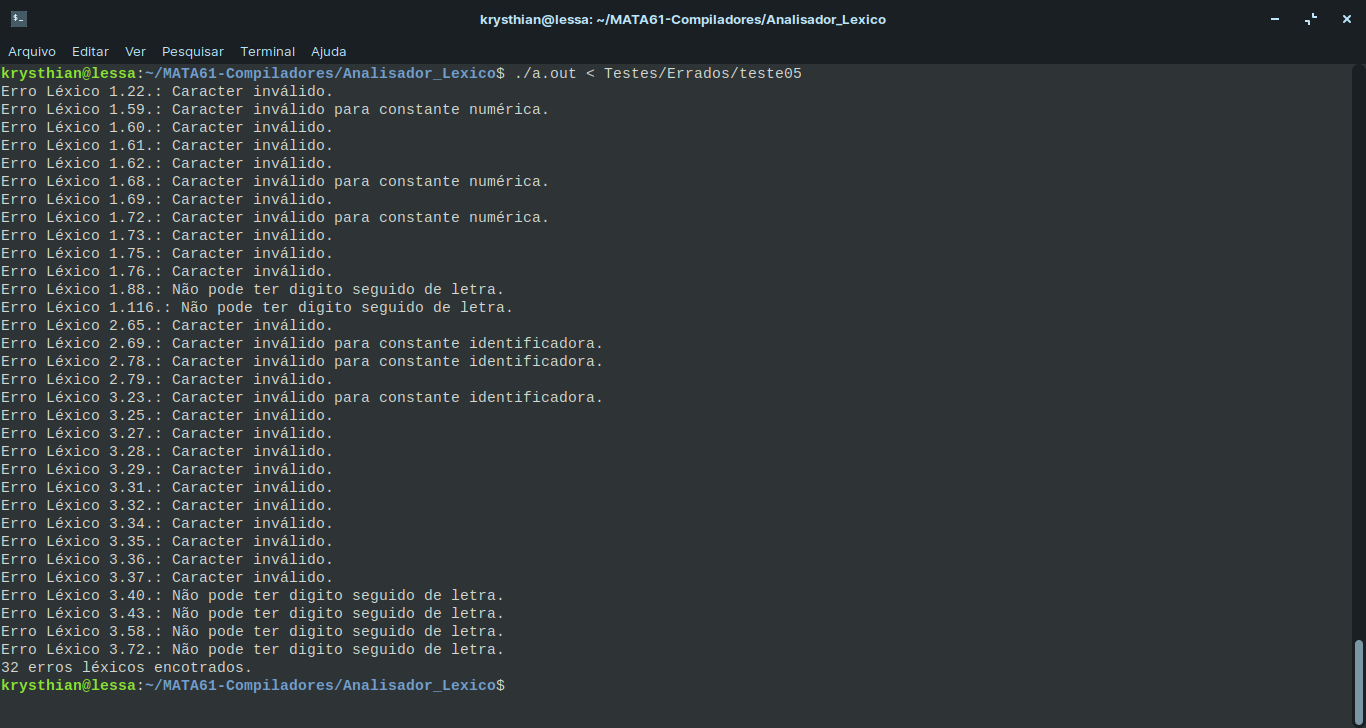 krysthian@lessa: ~/MATA61-Compiladores/Analisador_Lexico
Arquivo Editar Ver Pesquisar Terminal Ajuda
krysthian@lessa:~/MATA61-Compiladores/Analisador_Lexico$ ./a.out < Testes/Errados/teste05
Erro Léxico 1.22.: Caracter inválido.
Erro Léxico 1.59.: Caracter inválido para constante numérica.
Erro Léxico 1.60.: Caracter inválido.
Erro Léxico 1.61.: Caracter inválido.
Erro Léxico 1.62.: Caracter inválido.
Erro Léxico 1.68.: Caracter inválido para constante numérica.
Erro Léxico 1.69.: Caracter inválido.
Erro Léxico 1.72.: Caracter inválido para constante numérica.
Erro Léxico 1.73.: Caracter inválido.
Erro Léxico 1.75.: Caracter inválido.
Erro Léxico 1.76.: Caracter inválido.
Erro Léxico 1.88.: Não pode ter digito seguido de letra.
Erro Léxico 1.116.: Não pode ter digito seguido de letra.
Erro Léxico 2.65.: Caracter inválido.
Erro Léxico 2.69.: Caracter inválido para constante identificadora.
Erro Léxico 2.78.: Caracter inválido para constante identificadora.
Erro Léxico 2.79.: Caracter inválido.
Erro Léxico 3.23.: Caracter inválido para constante identificadora.
Erro Léxico 3.25.: Caracter inválido.
Erro Léxico 3.27.: Caracter inválido.
Erro Léxico 3.28.: Caracter inválido.
Erro Léxico 3.29.: Caracter inválido.
Erro Léxico 3.31.: Caracter inválido.
Erro Léxico 3.32.: Caracter inválido.
Erro Léxico 3.34.: Caracter inválido.
Erro Léxico 3.35.: Caracter inválido.
Erro Léxico 3.36.: Caracter inválido.
Erro Léxico 3.37.: Caracter inválido.
Erro Léxico 3.40.: Não pode ter digito seguido de letra.
Erro Léxico 3.43.: Não pode ter digito seguido de letra.
Erro Léxico 3.58.: Não pode ter digito seguido de letra.
Erro Léxico 3.72.: Não pode ter digito seguido de letra.
32 erros léxicos encotrados.
krysthian@lessa:~/MATA61-Compiladores/Analisador_Lexico$